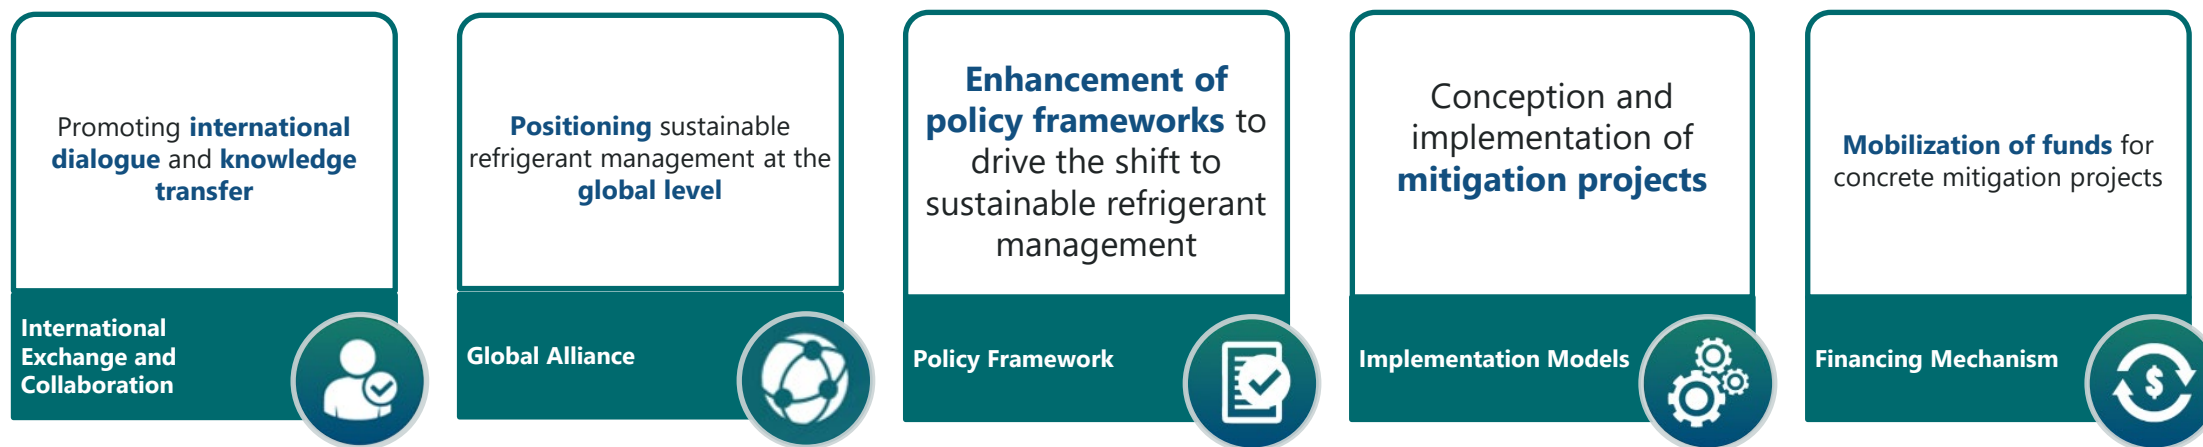 Promoting international
dialogue and knowledge
transfer
International
Exchange and
Collaboration
Positioning sustainable
refrigerant management at the
global level
Global Alliance
Enhancement of
policy frameworks to
drive the shift to
sustainable refrigerant
management
Policy Framework
Conception and
implementation of
mitigation projects
Implementation Models
Mobilization of funds for
concrete mitigation projects
Financing Mechanism
$